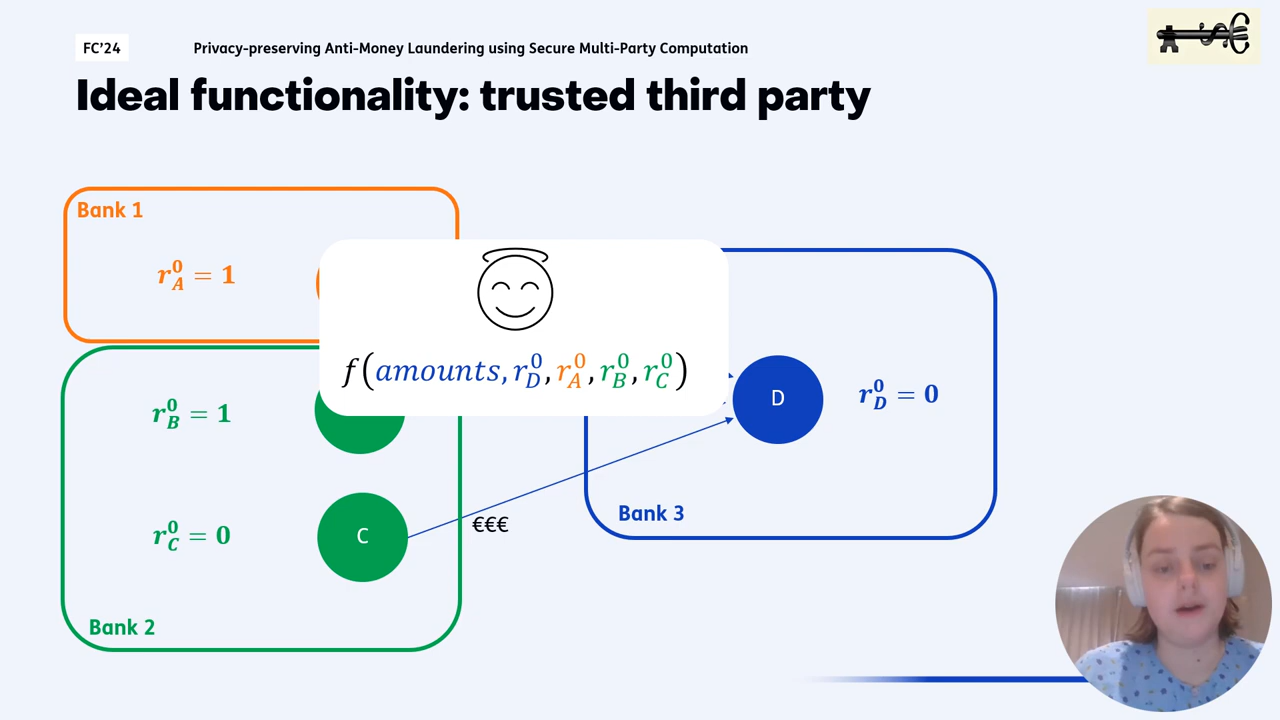 FC’24
Privacy-preserving Anti-Money Laundering using Secure Multi-Party Computation
Ideal functionality: trusted third party
Bank 1
r_A^0 = 1
f(amounts, r_D^0, r_A^0, r_B^0, r_C^0)
r_B^0 = 1
D
r_D^0 = 0
r_C^0 = 0
C
€€€
Bank 3
Bank 2